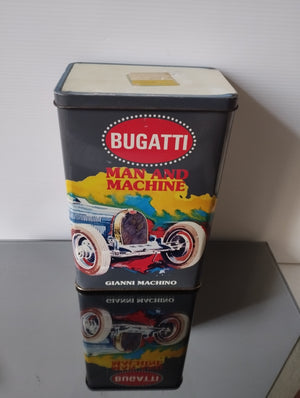 BUGATTI
MAN AND
MACHINE
GIANNI MACHINO